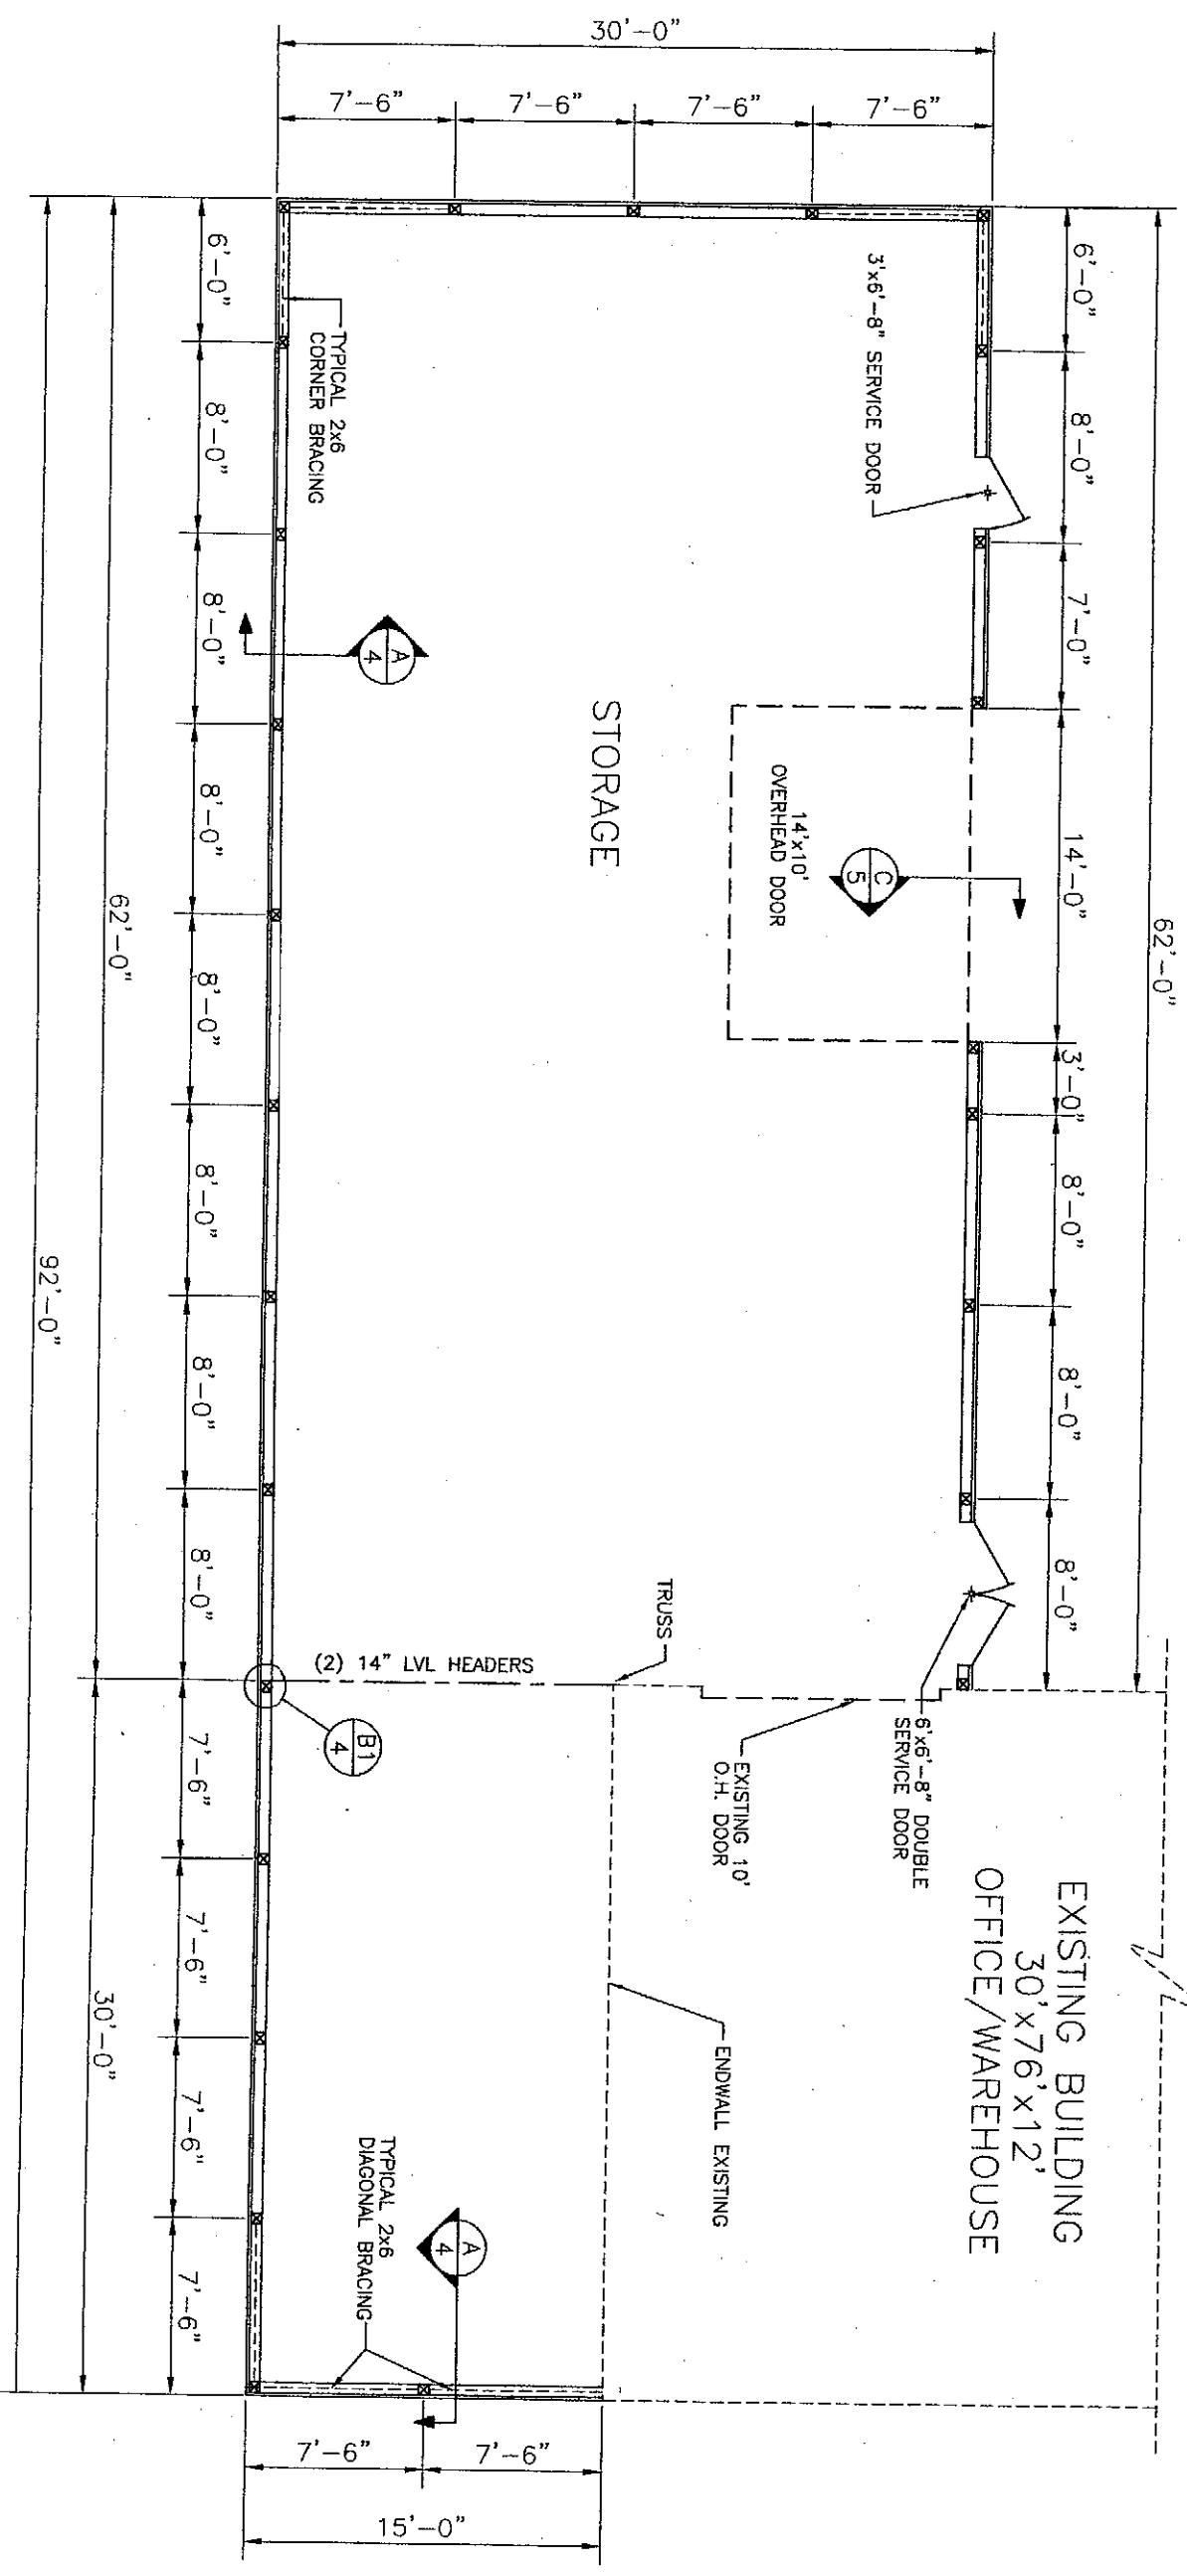 30'-0"
7'-6"
7'-6"
7'-6"
7'-6"
62'-0"
6'-0"
8'-0"
7'-0"
14'-0"
3'-0"
8'-0"
8'-0"
8'-0"
3'x6'-8" SERVICE DOOR
14'x10'
OVERHEAD DOOR
C
5
STORAGE
TYPICAL 2x6
CORNER BRACING
A
4
6'-0"
8'-0"
8'-0"
8'-0"
8'-0"
8'-0"
8'-0"
8'-0"
62'-0"
92'-0"
TRUSS
(2) 14" LVL HEADERS
B1
4
6'x6'-8" DOUBLE
SERVICE DOOR
EXISTING 10'
O.H. DOOR
EXISTING BUILDING
30'x76'x12'
OFFICE/WAREHOUSE
ENDWALL EXISTING
TYPICAL 2x6
DIAGONAL BRACING
A
4
7'-6"
7'-6"
7'-6"
7'-6"
30'-0"
7'-6"
7'-6"
15'-0"